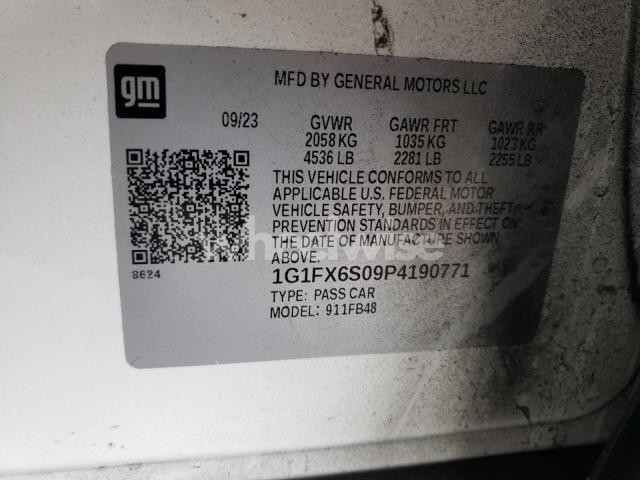 gm
MFD BY GENERAL MOTORS LLC
09/23 GVWR GAWR FRT GAWR RR
2058 KG 1035 KG 1023 KG
4536 LB 2281 LB 2255 LB
THIS VEHICLE CONFORMS TO ALL
APPLICABLE U.S. FEDERAL MOTOR
VEHICLE SAFETY, BUMPER, AND THEFT
PREVENTION STANDARDS IN EFFECT ON
THE DATE OF MANUFACTURE SHOWN
ABOVE.
8624
1G1FX6S09P4190771
TYPE: PASS CAR
MODEL: 911FB48